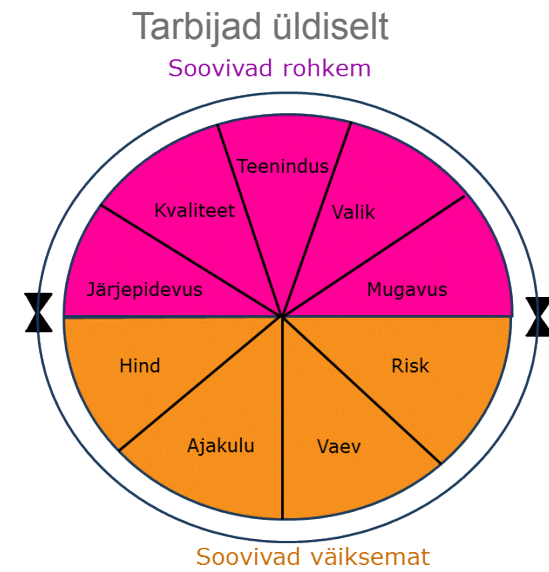 Tarbijad üldiselt
Soovivad rohkem
Teenindus
Kvaliteet
Valik
Järjepidevus
Mugavus
Hind
Risk
Ajakulu
Vaev
Soovivad väiksemat